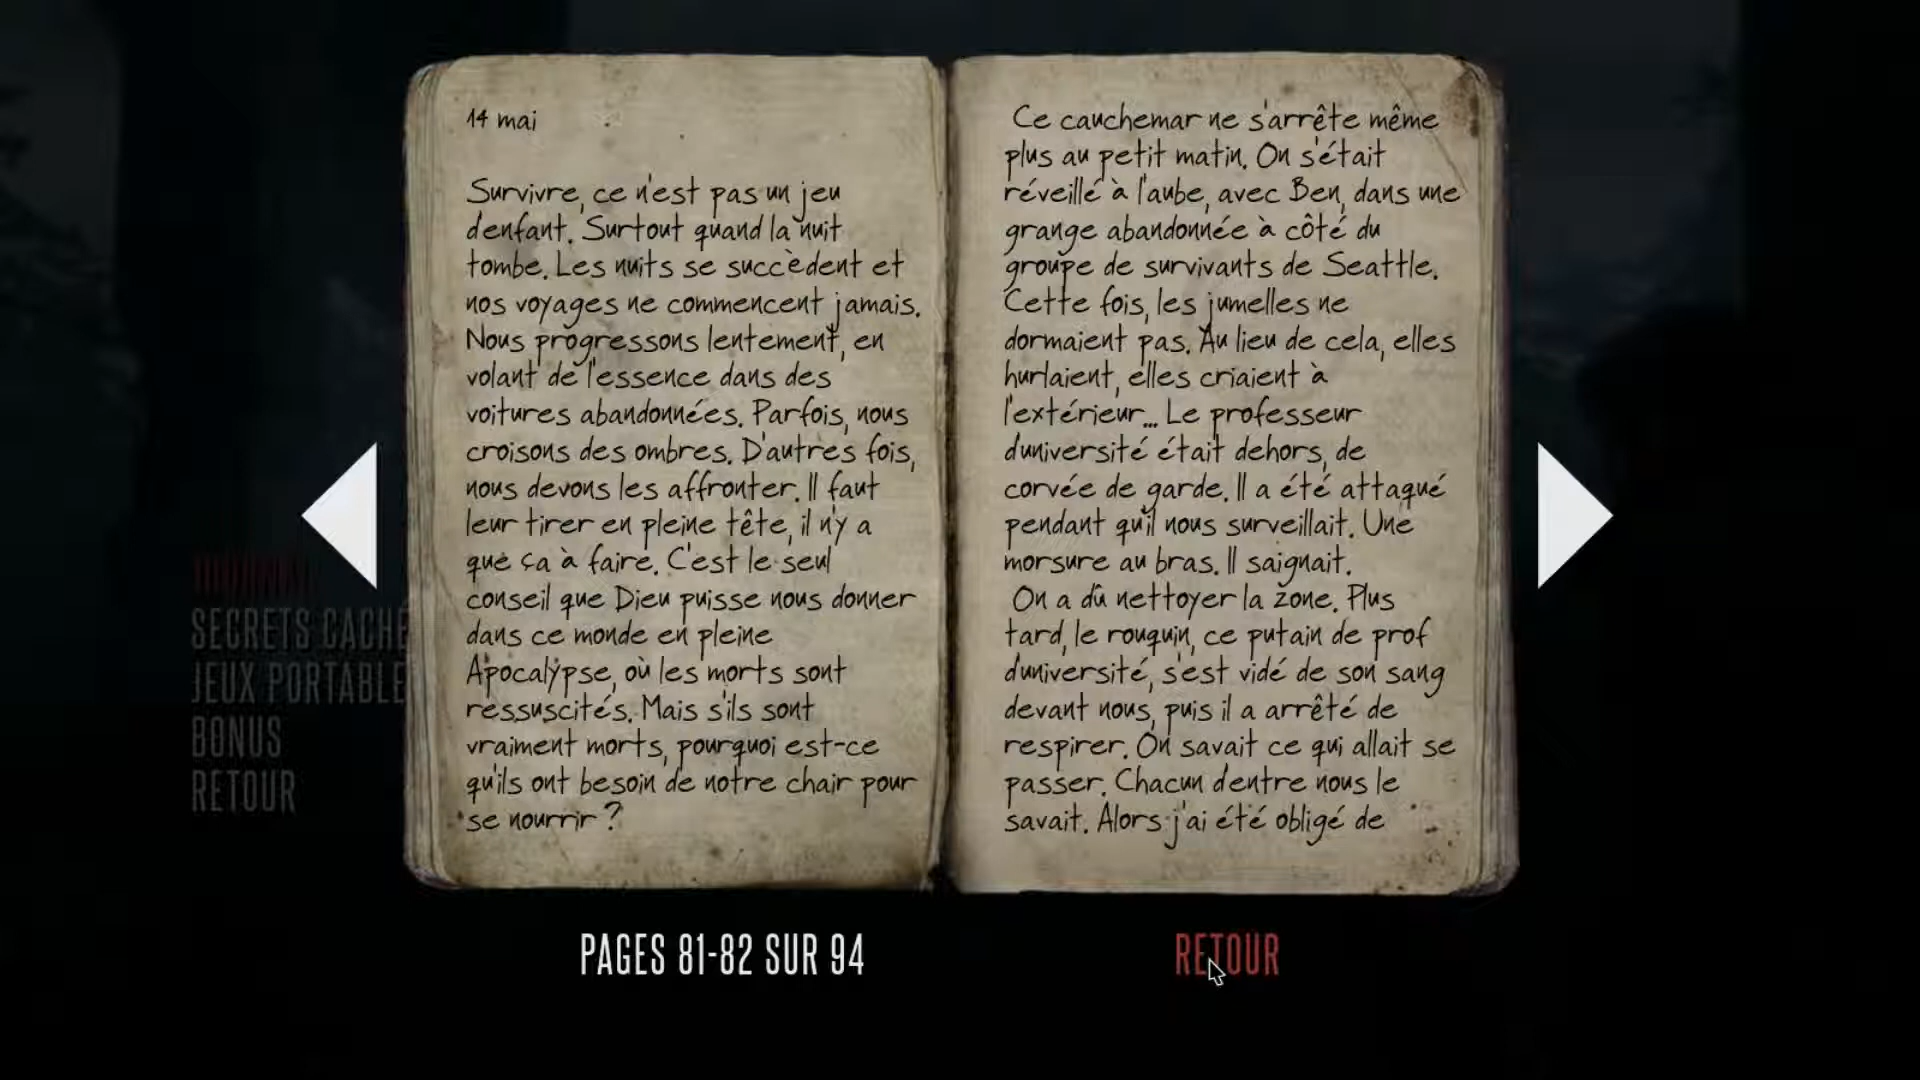 14 mai
Survivre, ce n'est pas un jeu
d'enfant. Surtout quand la nuit
tombe. Les nuits se succèdent et
nos voyages ne commencent jamais.
Nous progressons lentement, en
volant de l'essence dans des
voitures abandonnées. Parfois, nous
croisons des ombres. D'autres fois,
nous devons les affronter. Il faut
leur tirer en pleine tête, il n'y a
que ça à faire. C'est le seul
conseil que Dieu puisse nous donner
dans ce monde en pleine
Apocalypse, où les morts sont
ressuscités. Mais s'ils sont
vraiment morts, pourquoi est-ce
qu'ils ont besoin de notre chair pour
se nourrir ?
Ce cauchemar ne s'arrête même
plus au petit matin. On s'était
réveillé à l'aube, avec Ben, dans une
grange abandonnée à côté du
groupe de survivants de Seattle.
Cette fois, les jumelles ne
dormaient pas. Au lieu de cela, elles
hurlaient, elles criaient à
l'extérieur... Le professeur
d'université était dehors, de
corvée de garde. Il a été attaqué
pendant qu'il nous surveillait. Une
morsure au bras. Il saignait.
On a dû nettoyer la zone. Plus
tard, le rouquin, ce putain de prof
d'université, s'est vidé de son sang
devant nous, puis il a arrêté de
respirer. On savait ce qui allait se
passer. Chacun d'entre nous le
savait. Alors j'ai été obligé de
SECRETS CACHÉ
JEUX PORTABLE
BONUS
RETOUR
PAGES 81-82 SUR 94
RETOUR